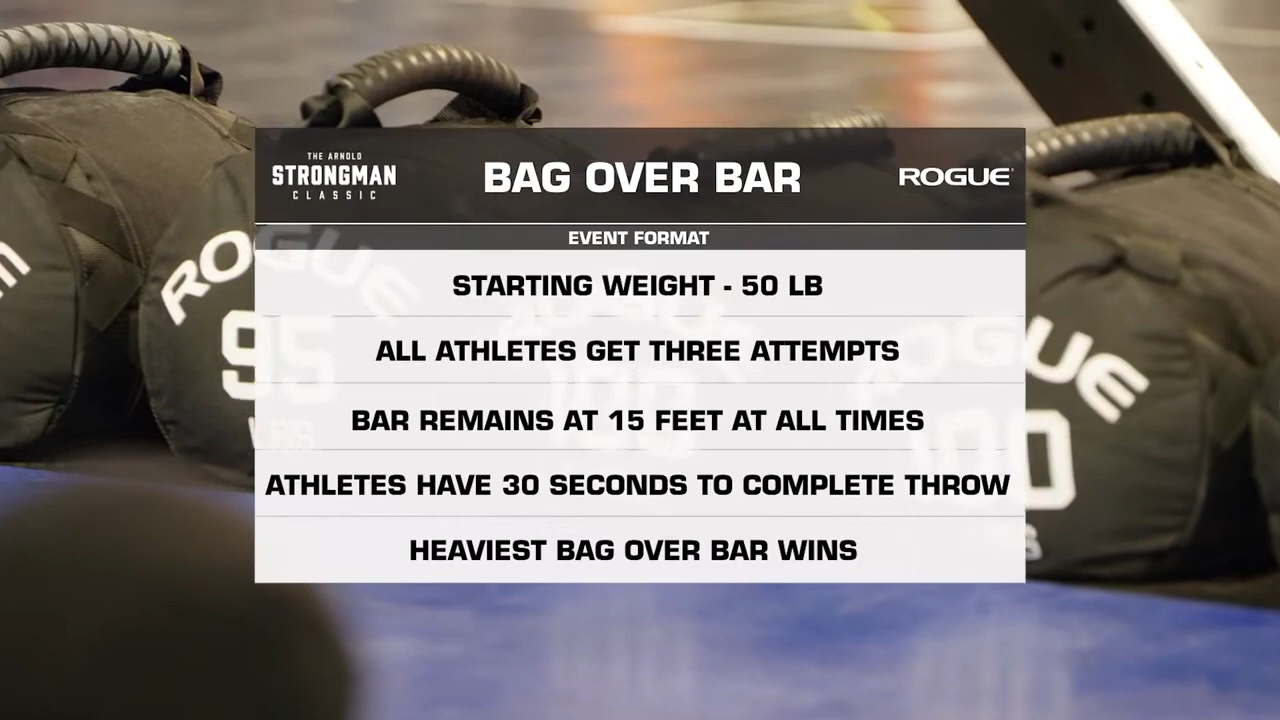 THE ARNOLD
STRONGMAN
CLASSIC
BAG OVER BAR
ROGUE
EVENT FORMAT
STARTING WEIGHT - 50 LB
ALL ATHLETES GET THREE ATTEMPTS
BAR REMAINS AT 15 FEET AT ALL TIMES
ATHLETES HAVE 30 SECONDS TO COMPLETE THROW
HEAVIEST BAG OVER BAR WINS
ROGUE
95
LBS
ROGUE
100